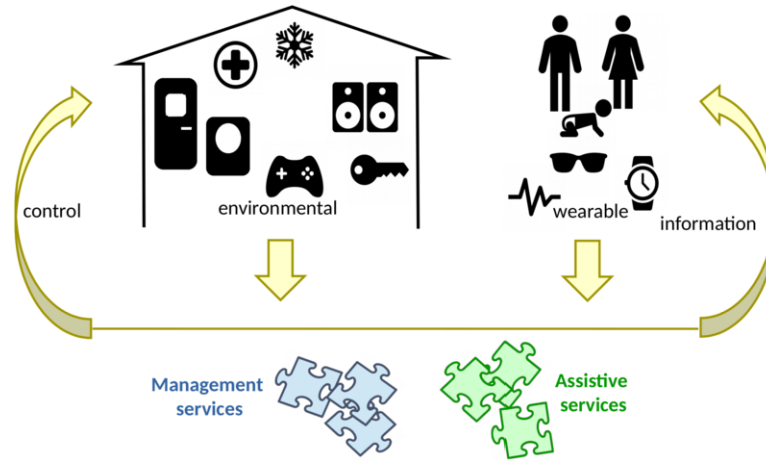 control
environmental
wearable
information
Management
services
Assistive
services